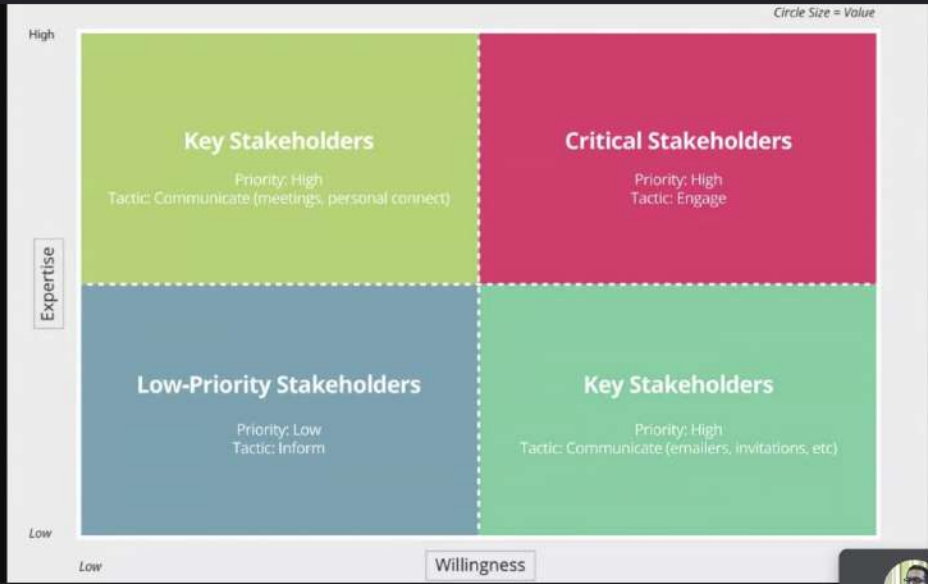 Circle Size = Value
High
Key Stakeholders
Priority: High
Tactic: Communicate (meetings, personal connect)
Critical Stakeholders
Priority: High
Tactic: Engage
Expertise
Low-Priority Stakeholders
Priority: Low
Tactic: Inform
Key Stakeholders
Priority: High
Tactic: Communicate (emailers, invitations, etc)
Low
Low
Willingness